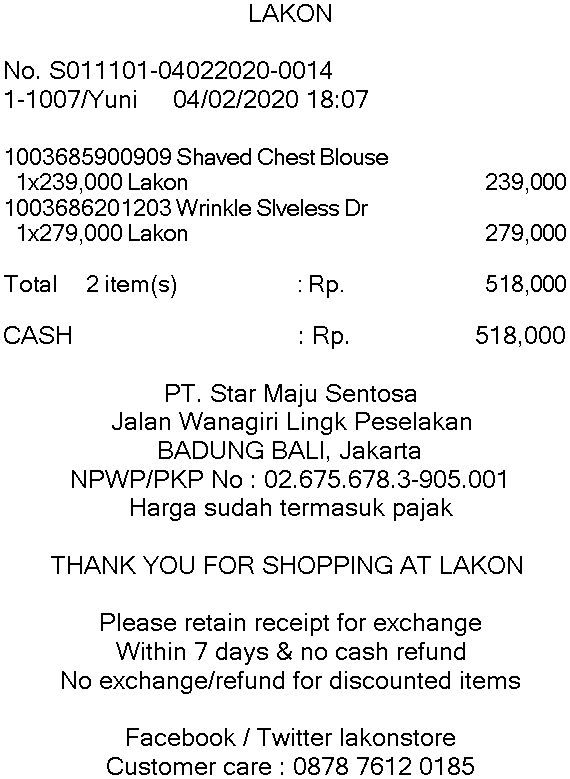 LAKON
No. S011101-04022020-0014
1-1007/Yuni 04/02/2020 18:07
1003685900909 Shaved Chest Blouse
1x239,000 Lakon 239,000
1003686201203 Wrinkle Slveless Dr
1x279,000 Lakon 279,000
Total 2 item(s) : Rp. 518,000
CASH : Rp. 518,000
PT. Star Maju Sentosa
Jalan Wanagiri Lingk Peselakan
BADUNG BALI, Jakarta
NPWP/PKP No : 02.675.678.3-905.001
Harga sudah termasuk pajak
THANK YOU FOR SHOPPING AT LAKON
Please retain receipt for exchange
Within 7 days & no cash refund
No exchange/refund for discounted items
Facebook / Twitter lakonstore
Customer care : 0878 7612 0185